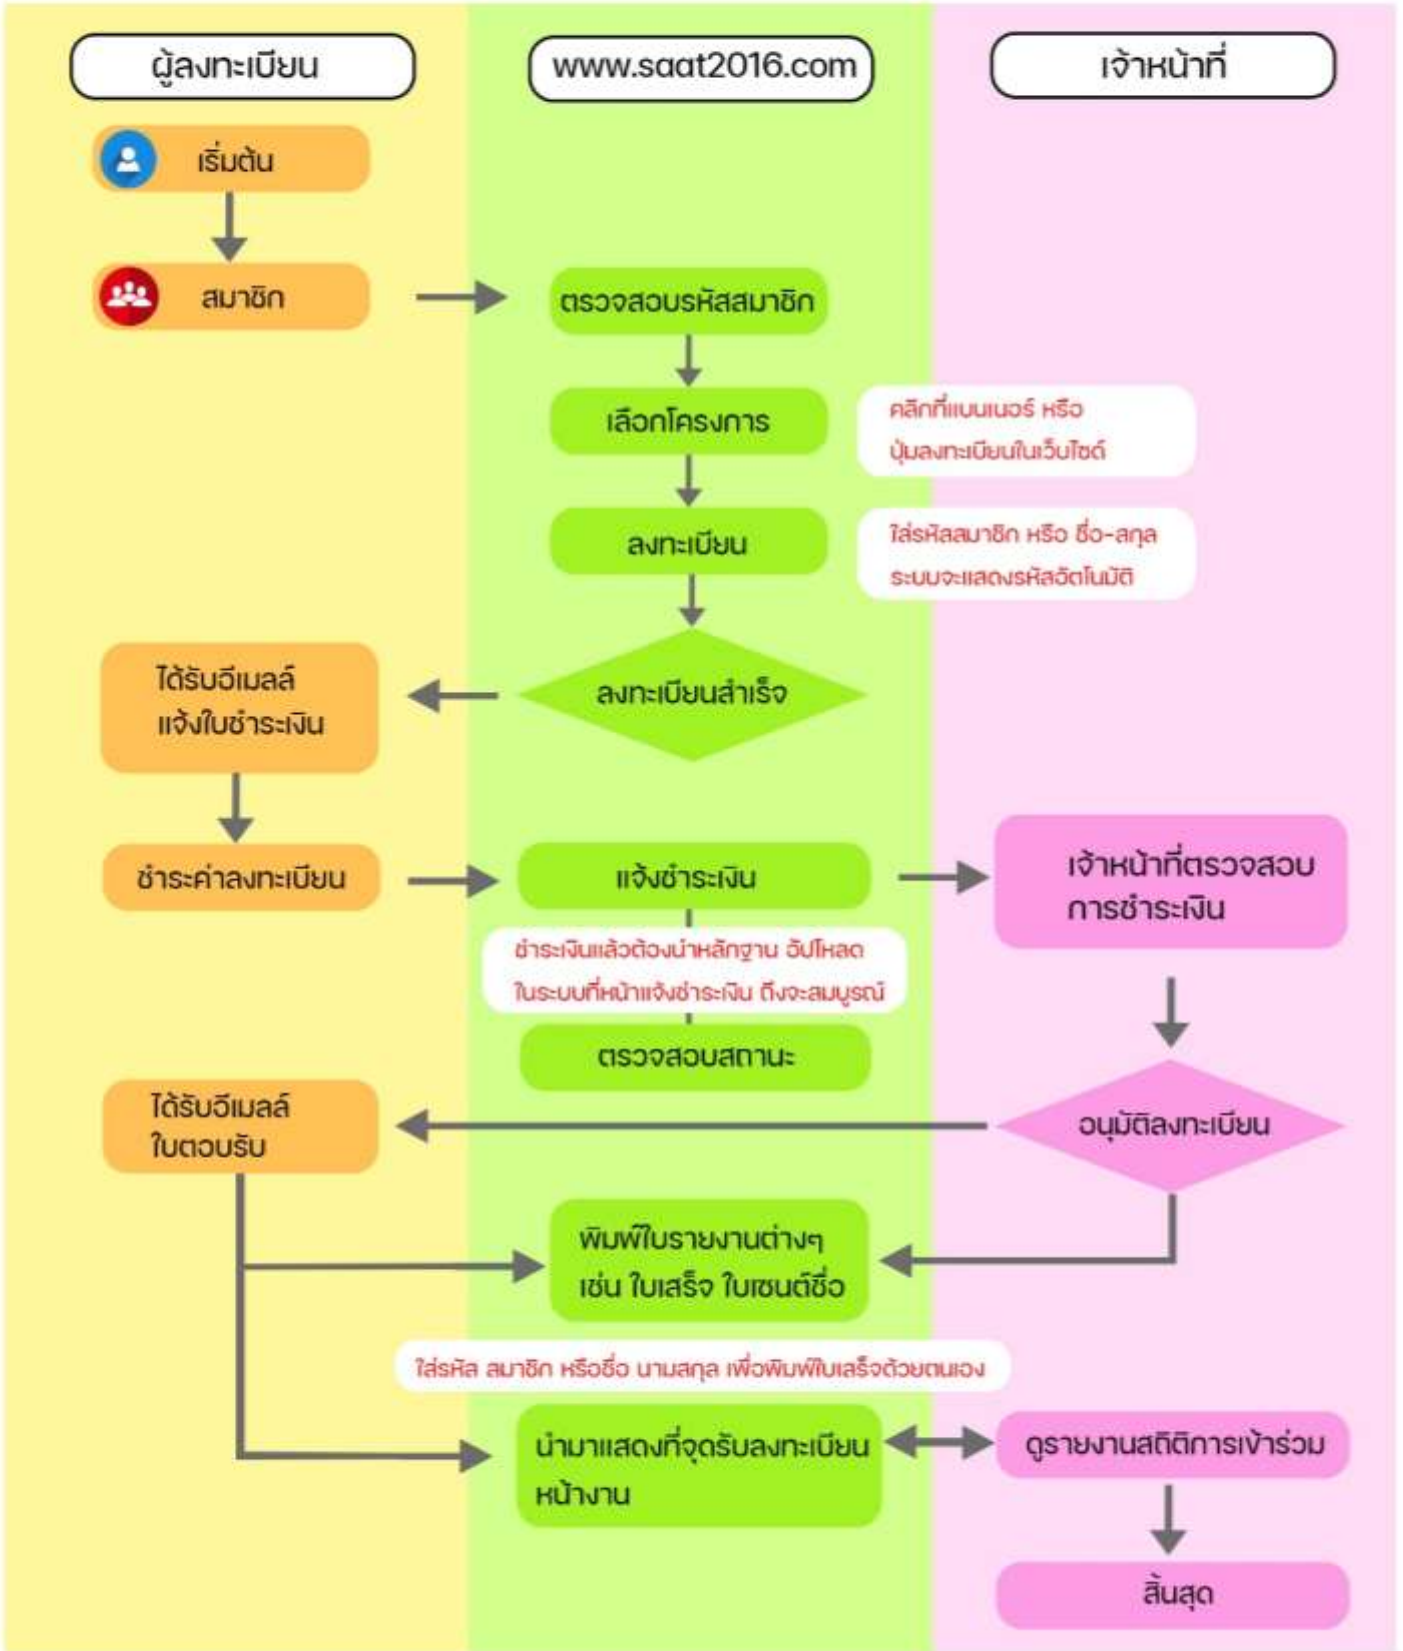 ผู้ลงทะเบียน
www.saat2016.com
เจ้าหน้าที่
เริ่มต้น
สมาชิก
ตรวจสอบรหัสสมาชิก
เลือกโครงการ
คลิกที่แบนเนอร์ หรือ
ปุ่มลงทะเบียนในเว็บไซต์
ลงทะเบียน
ใส่รหัสสมาชิก หรือ ชื่อ-สกุล
ระบบจะแสดงรหัสอัตโนมัติ
ลงทะเบียนสำเร็จ
ได้รับอีเมลล์
แจ้งใบชำระเงิน
ชำระค่าลงทะเบียน
แจ้งชำระเงิน
เจ้าหน้าที่ตรวจสอบ
การชำระเงิน
ชำระเงินแล้วต้องนำหลักฐาน อัปโหลด
ในระบบที่หน้าแจ้งชำระเงิน ถึงจะสมบูรณ์
ตรวจสอบสถานะ
ได้รับอีเมลล์
ใบตอบรับ
อนุมัติลงทะเบียน
พิมพ์ใบรายงานต่างๆ
เช่น ใบเสร็จ ใบเซนต์ชื่อ
ใส่รหัส สมาชิก หรือชื่อ นามสกุล เพื่อพิมพ์ใบเสร็จด้วยตนเอง
นำมาแสดงที่จุดรับลงทะเบียน
หน้างาน
ดูรายงานสถิติการเข้าร่วม
สิ้นสุด